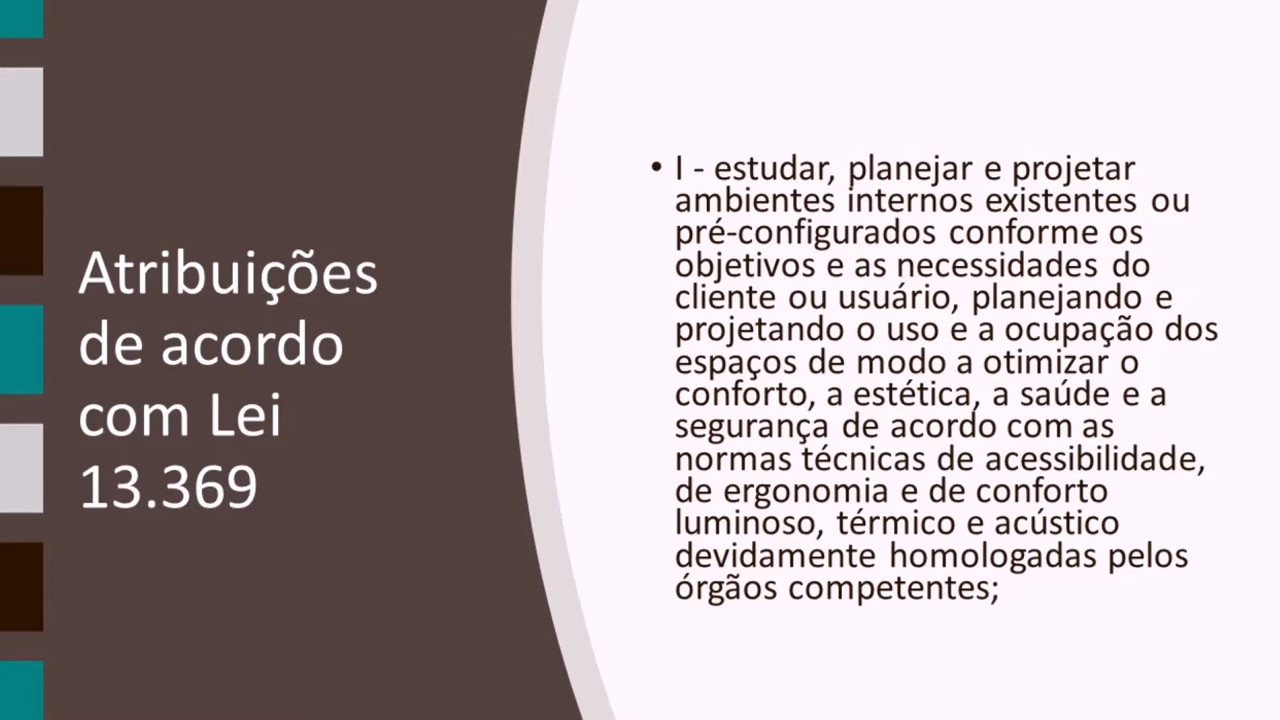 Atribuições
de acordo
com Lei
13.369
• I - estudar, planejar e projetar
ambientes internos existentes ou
pré-configurados conforme os
objetivos e as necessidades do
cliente ou usuário, planejando e
projetando o uso e a ocupação dos
espaços de modo a otimizar o
conforto, a estética, a saúde e a
segurança de acordo com as
normas técnicas de acessibilidade,
de ergonomia e de conforto
luminoso, térmico e acústico
devidamente homologadas pelos
órgãos competentes;